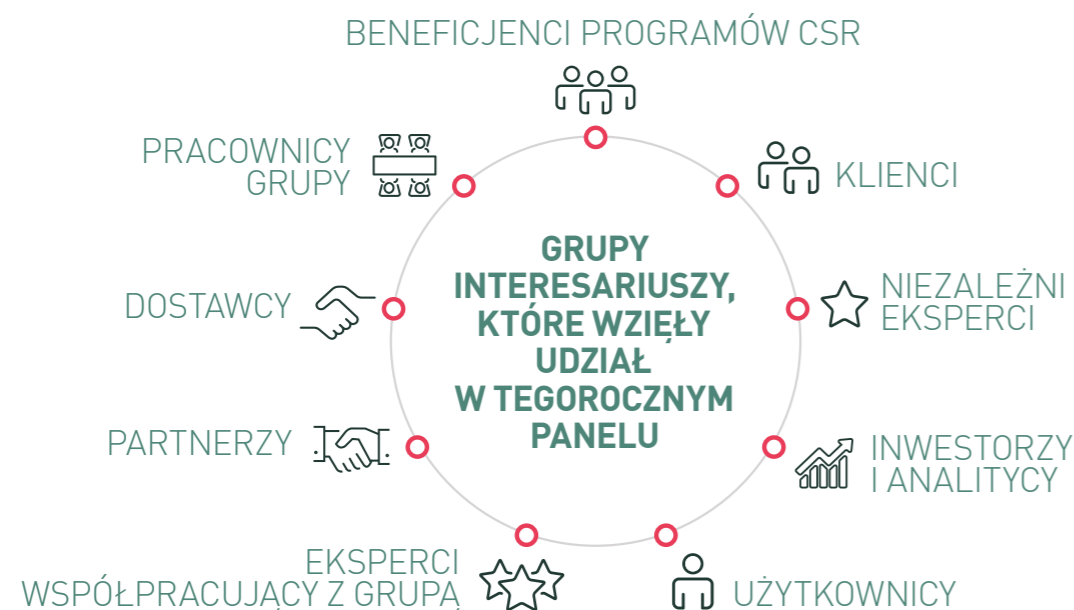 BENEFICJENCI PROGRAMÓW CSR
PRACOWNICY
GRUPY
KLIENCI
GRUPY
INTERESARIUSZY,
KTÓRE WZIĘŁY
UDZIAŁ
W TEGOROCZNYM
PANELU
DOSTAWCY
NIEZALEŻNI
EKSPERCI
PARTNERZY
INWESTORZY
I ANALITYCY
EKSPERCI
WSPÓŁPRACUJĄCY Z GRUPĄ
UŻYTKOWNICY